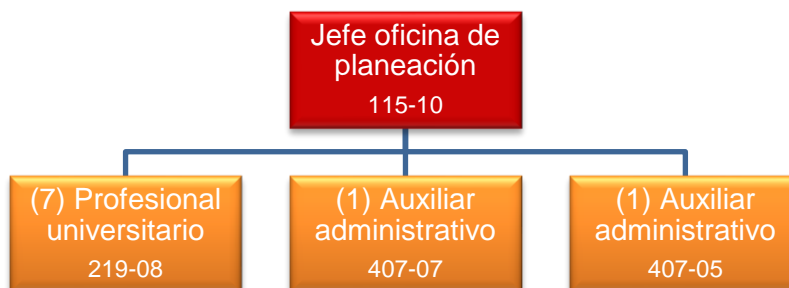 Jefe oficina de
planeación
115-10
(7) Profesional
universitario
219-08
(1) Auxiliar
administrativo
407-07
(1) Auxiliar
administrativo
407-05